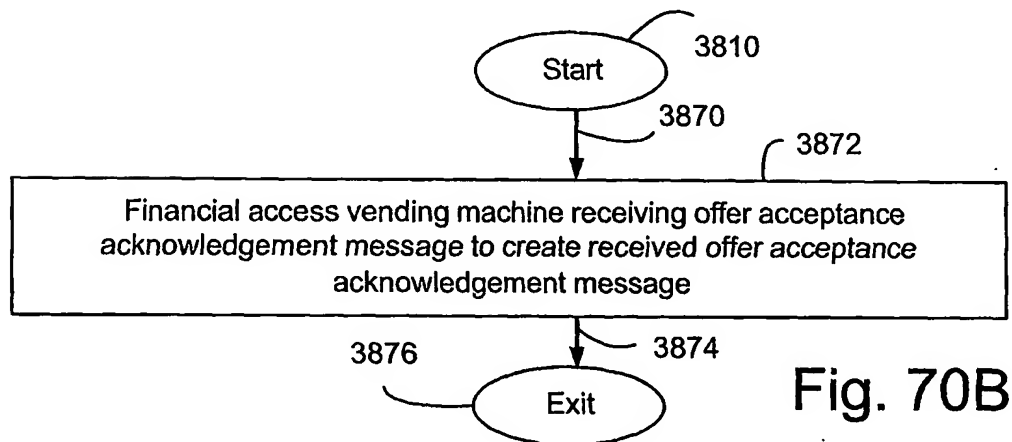 3810
Start
3870
3872
Financial access vending machine receiving offer acceptance
acknowledgement message to create received offer acceptance
acknowledgement message
3876
3874
Exit
Fig. 70B